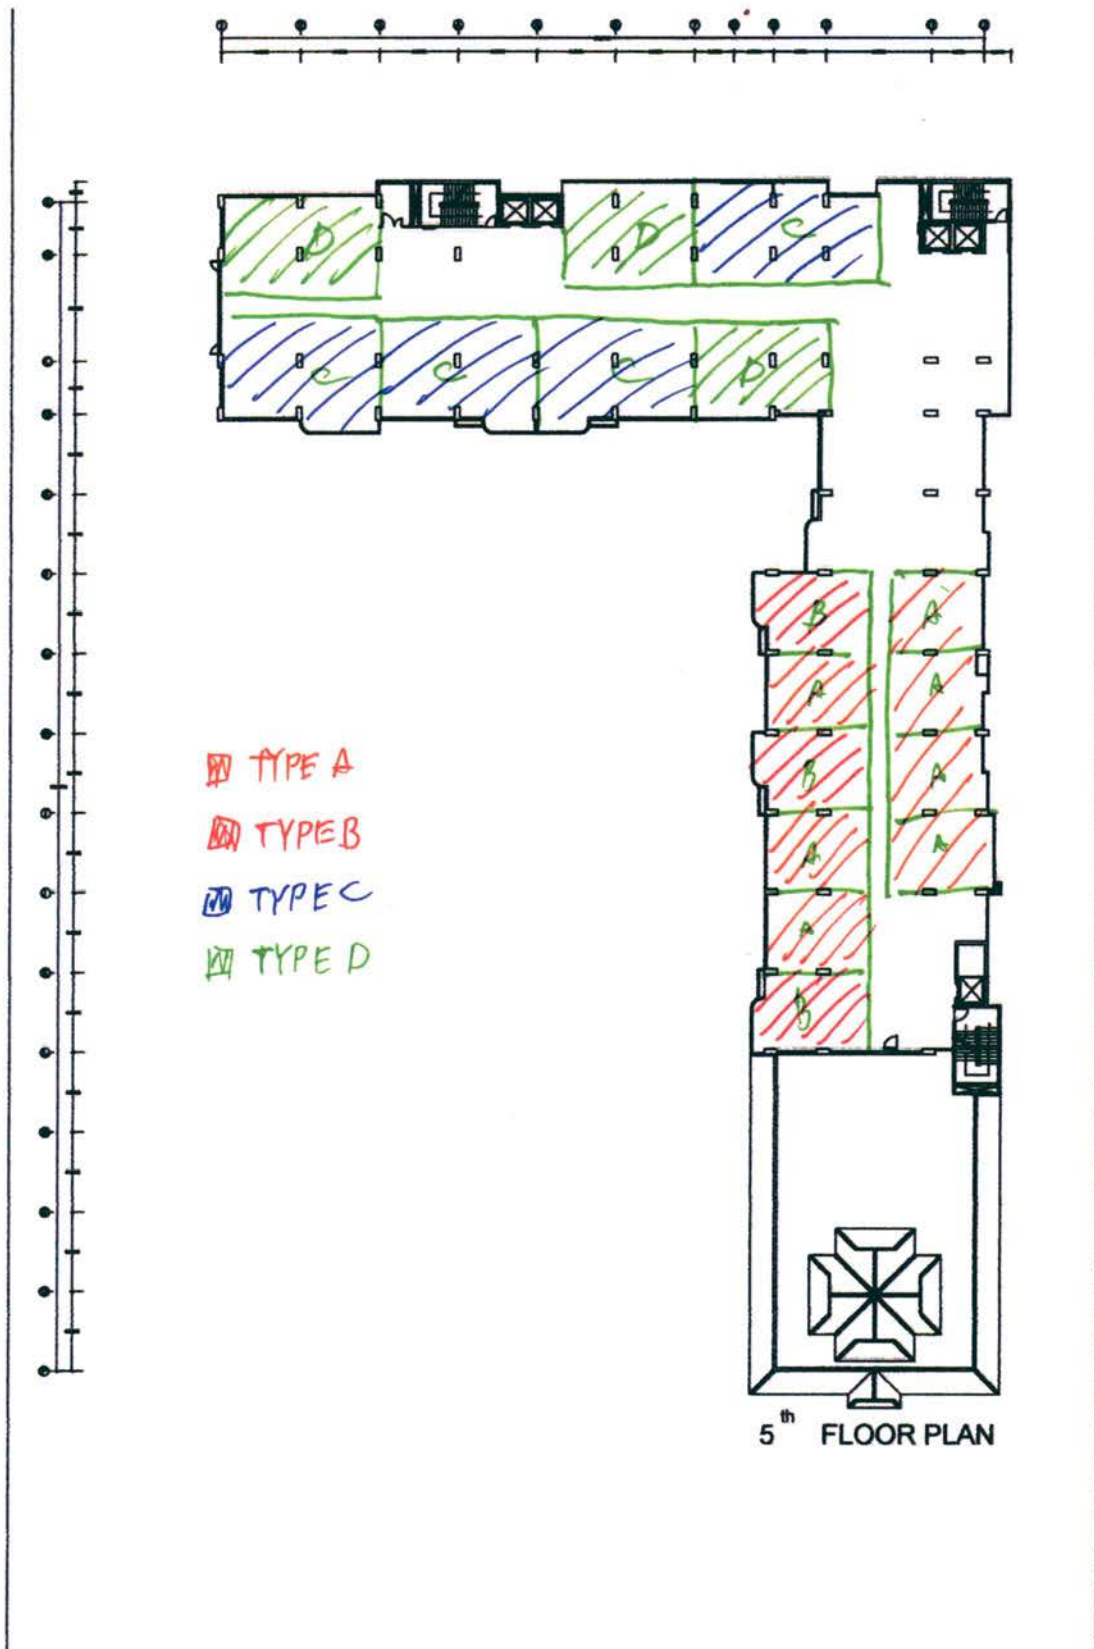 D D C
C C C D
B A
A A
B A
A A
A
B
TYPE A
TYPE B
TYPE C
TYPE D
5th FLOOR PLAN